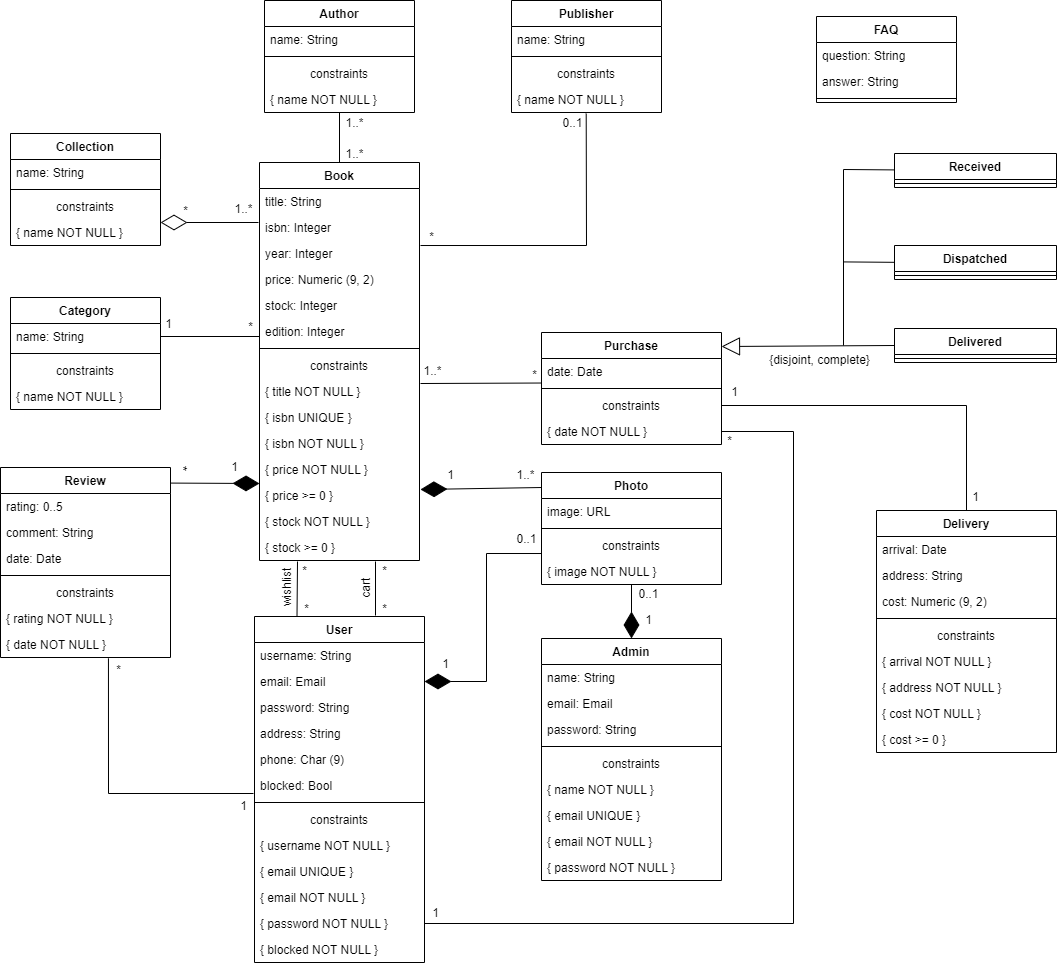 Author
name: String
constraints
{ name NOT NULL }
Publisher
name: String
constraints
{ name NOT NULL }
FAQ
question: String
answer: String
1..*
1..*
0..1
*
Collection
name: String
constraints
{ name NOT NULL }
*
1..*
Book
title: String
isbn: Integer
year: Integer
price: Numeric (9, 2)
stock: Integer
edition: Integer
constraints
{ title NOT NULL }
{ isbn UNIQUE }
{ isbn NOT NULL }
{ price NOT NULL }
{ price >= 0 }
{ stock NOT NULL }
{ stock >= 0 }
Received
Dispatched
Delivered
{disjoint, complete}
Category
name: String
constraints
{ name NOT NULL }
1
*
Purchase
date: Date
constraints
{ date NOT NULL }
1..*
*
1
*
1
Review
rating: 0..5
comment: String
date: Date
constraints
{ rating NOT NULL }
{ date NOT NULL }
*
1
*
1
Photo
image: URL
constraints
{ image NOT NULL }
1
1..*
0..1
1
0..1
1
Delivery
arrival: Date
address: String
cost: Numeric (9, 2)
constraints
{ arrival NOT NULL }
{ address NOT NULL }
{ cost NOT NULL }
{ cost >= 0 }
wishlist
*
*
cart
*
*
User
username: String
email: Email
password: String
address: String
phone: Char (9)
blocked: Bool
constraints
{ username NOT NULL }
{ email UNIQUE }
{ email NOT NULL }
{ password NOT NULL }
{ blocked NOT NULL }
1
Admin
name: String
email: Email
password: String
constraints
{ name NOT NULL }
{ email UNIQUE }
{ email NOT NULL }
{ password NOT NULL }